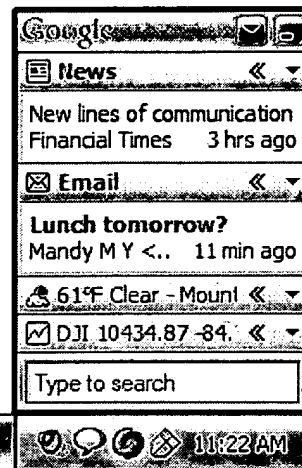 Google
News
New lines of communication
Financial Times 3 hrs ago
Email
Lunch tomorrow?
Mandy M Y <.. 11 min ago
61°F Clear - Mount
DJI 10434.87 -84.
Type to search
11:22 AM